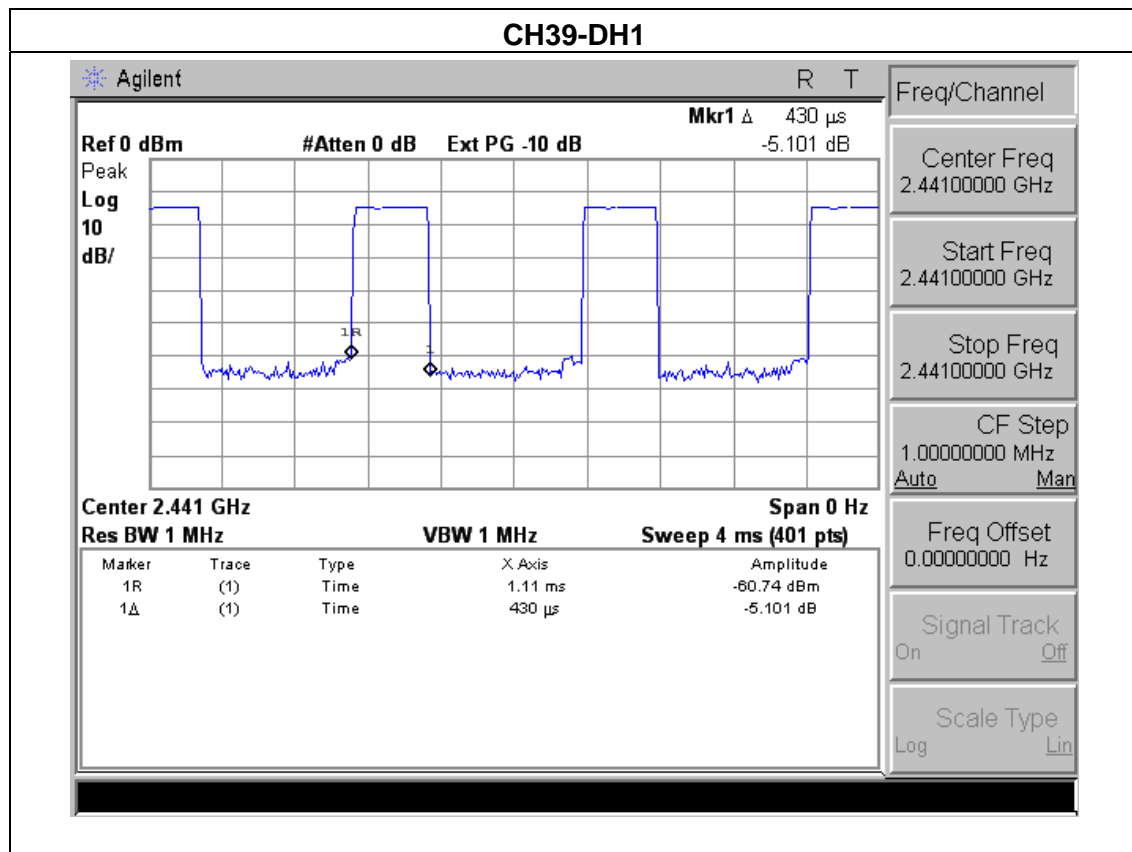 CH39-DH1
Agilent R T
Mkr1 Δ 430 µs
Ref 0 dBm #Atten 0 dB Ext PG -10 dB -5.101 dB
Peak
Log
10
dB/
1R
1
Center 2.441 GHz Span 0 Hz
Res BW 1 MHz VBW 1 MHz Sweep 4 ms (401 pts)
Marker Trace Type X Axis Amplitude
1R (1) Time 1.11 ms -60.74 dBm
1Δ (1) Time 430 µs -5.101 dB
Freq/Channel
Center Freq
2.44100000 GHz
Start Freq
2.44100000 GHz
Stop Freq
2.44100000 GHz
CF Step
1.00000000 MHz
Auto Man
Freq Offset
0.00000000 Hz
Signal Track
On Off
Scale Type
Log Lin